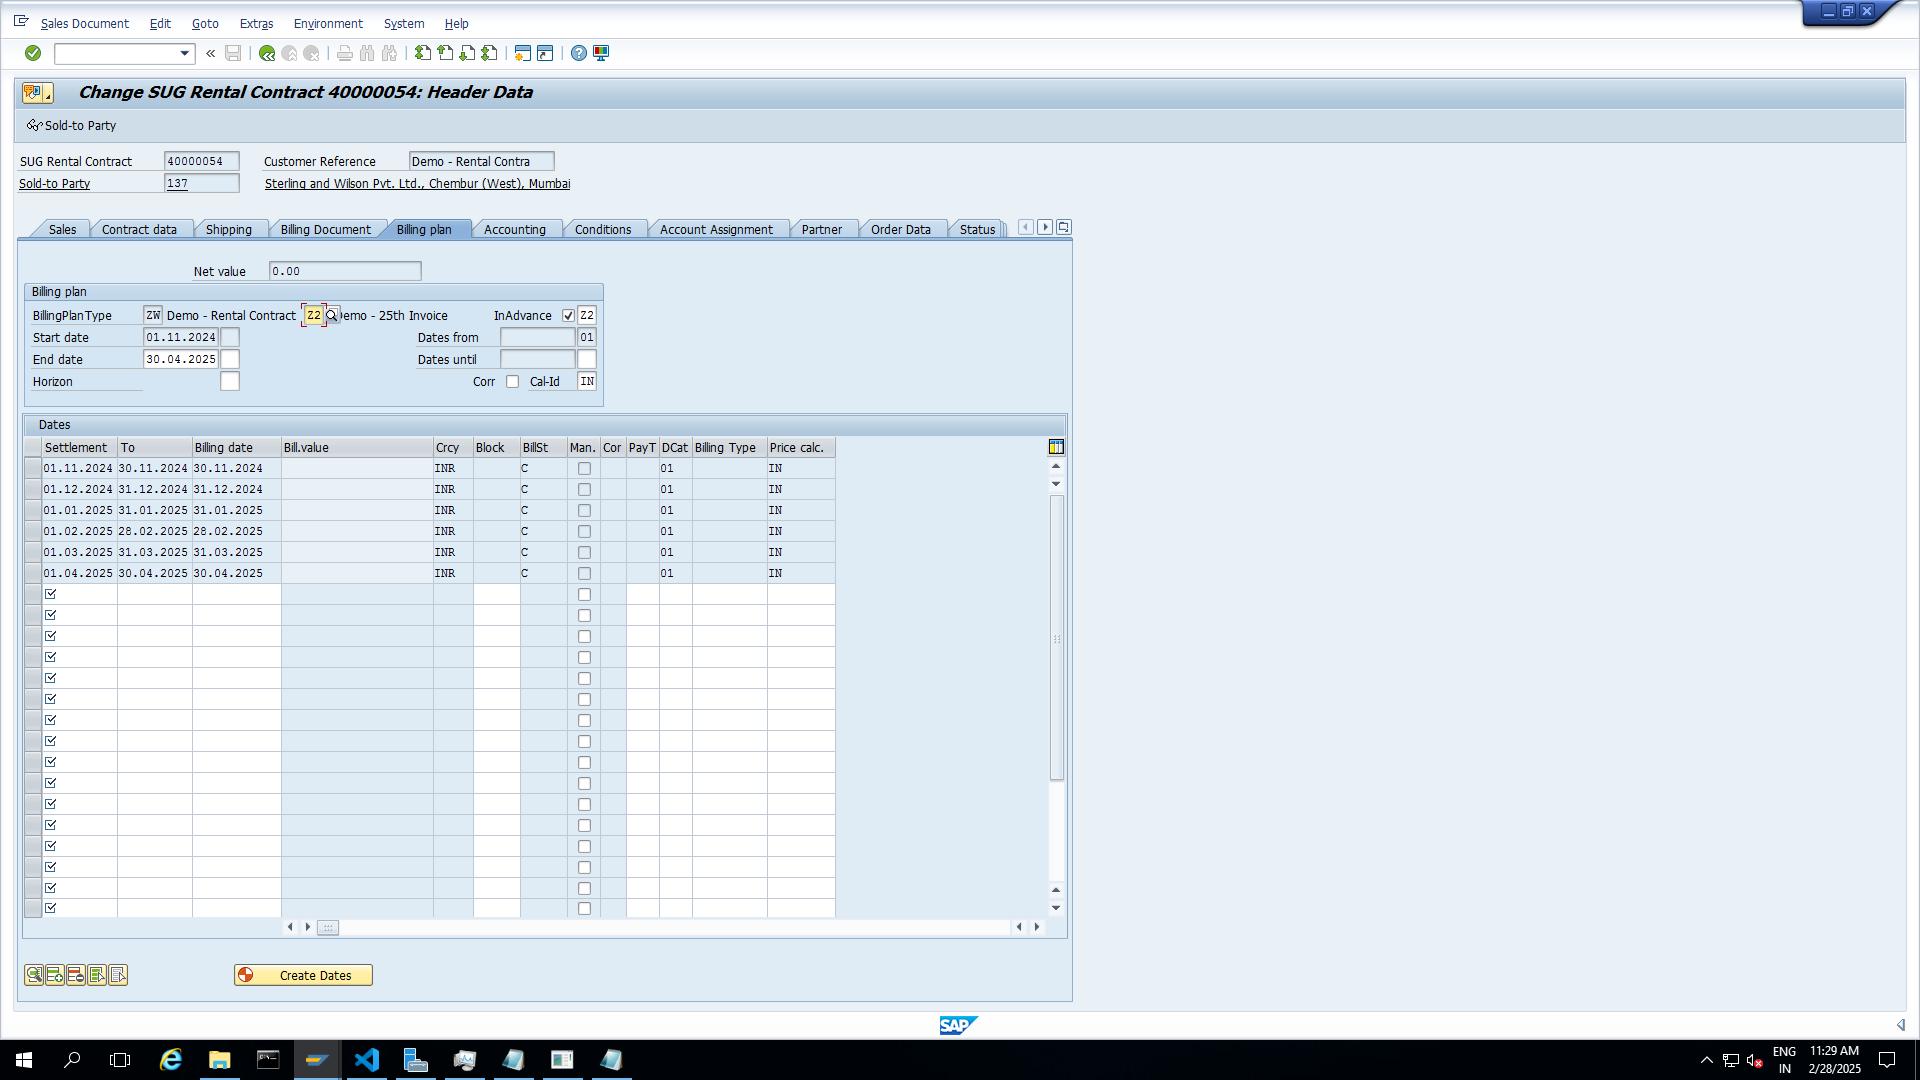 Sales Document Edit Goto Extras Environment System Help
Change SUG Rental Contract 40000054: Header Data
Sold-to Party
SUG Rental Contract 40000054 Customer Reference Demo - Rental Contra
Sold-to Party 137 Sterling and Wilson Pvt. Ltd., Chembur (West), Mumbai
Sales Contract data Shipping Billing Document Billing plan Accounting Conditions Account Assignment Partner Order Data Status
Net value 0.00
Billing plan
BillingPlanType ZW Demo - Rental Contract Z2 emo - 25th Invoice InAdvance Z2
Start date 01.11.2024 Dates from 01
End date 30.04.2025 Dates until
Horizon Corr Cal-Id IN
Dates
Settlement To Billing date Bill.value Crcy Block BillSt Man. Cor PayT DCat Billing Type Price calc.
01.11.2024 30.11.2024 30.11.2024 INR C 01 IN
01.12.2024 31.12.2024 31.12.2024 INR C 01 IN
01.01.2025 31.01.2025 31.01.2025 INR C 01 IN
01.02.2025 28.02.2025 28.02.2025 INR C 01 IN
01.03.2025 31.03.2025 31.03.2025 INR C 01 IN
01.04.2025 30.04.2025 30.04.2025 INR C 01 IN
Create Dates
SAP
ENG 11:29 AM
IN 2/28/2025